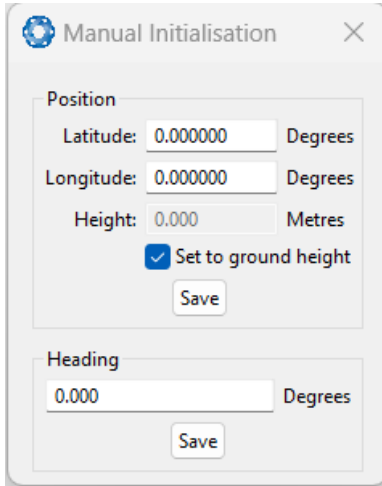 Manual Initialisation
Position
Latitude: 0.000000 Degrees
Longitude: 0.000000 Degrees
Height: 0.000 Metres
Set to ground height
Save
Heading
0.000 Degrees
Save